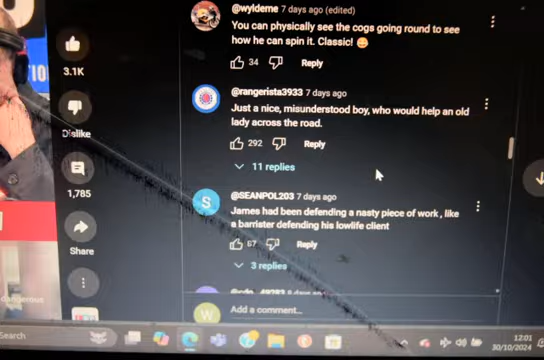 @wyldeme 7 days ago (edited)
You can physically see the cogs going round to see
how he can spin it. Classic! 😄
34 Reply
3.1K
@rangerista3933 7 days ago
Just a nice, misunderstood boy, who would help an old
lady across the road.
Dislike
292 Reply
11 replies
1,785
S
@SEANPOL203 7 days ago
James had been defending a nasty piece of work , like
a barrister defending his lowlife client
Share
67 Reply
3 replies
dangerous
W
Add a comment...
Search
12:01
30/10/2024